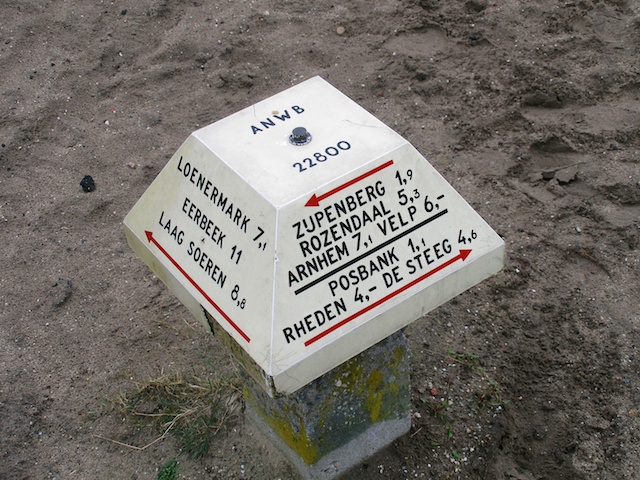 ANWB
22800
LOENERMARK 7,1
EERBEEK 11
LAAG SOEREN 8,8
ZIJPENBERG 1,9
ROZENDAAL 5,3
ARNHEM 7,1 VELP 6,-
POSBANK 1,1
RHEDEN 4,- DE STEEG 4,6